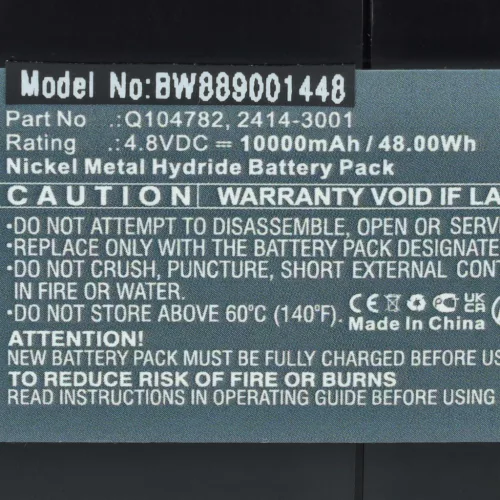 Model No:BW889001448
Part No .:Q104782, 2414-3001
Rating .:4.8VDC ⎓ 10000mAh / 48.00Wh
Nickel Metal Hydride Battery Pack
CAUTION WARRANTY VOID IF LA
•DO NOT ATTEMPT TO DISASSEMBLE, OPEN OR SERV
•REPLACE ONLY WITH THE BATTERY PACK DESIGNATE
•DO NOT CRUSH, PUNCTURE, SHORT EXTERNAL CONT
IN FIRE OR WATER.
•DO NOT STORE ABOVE 60°C (140°F). CE UKCA
Made In China
ATTENTION!
NEW BATTERY PACK MUST BE FULLY CHARGED BEFORE US
TO REDUCE RISK OF FIRE OR BURNS
READ INSTRUCTIONS IN OPERATING GUIDE BEFORE USING